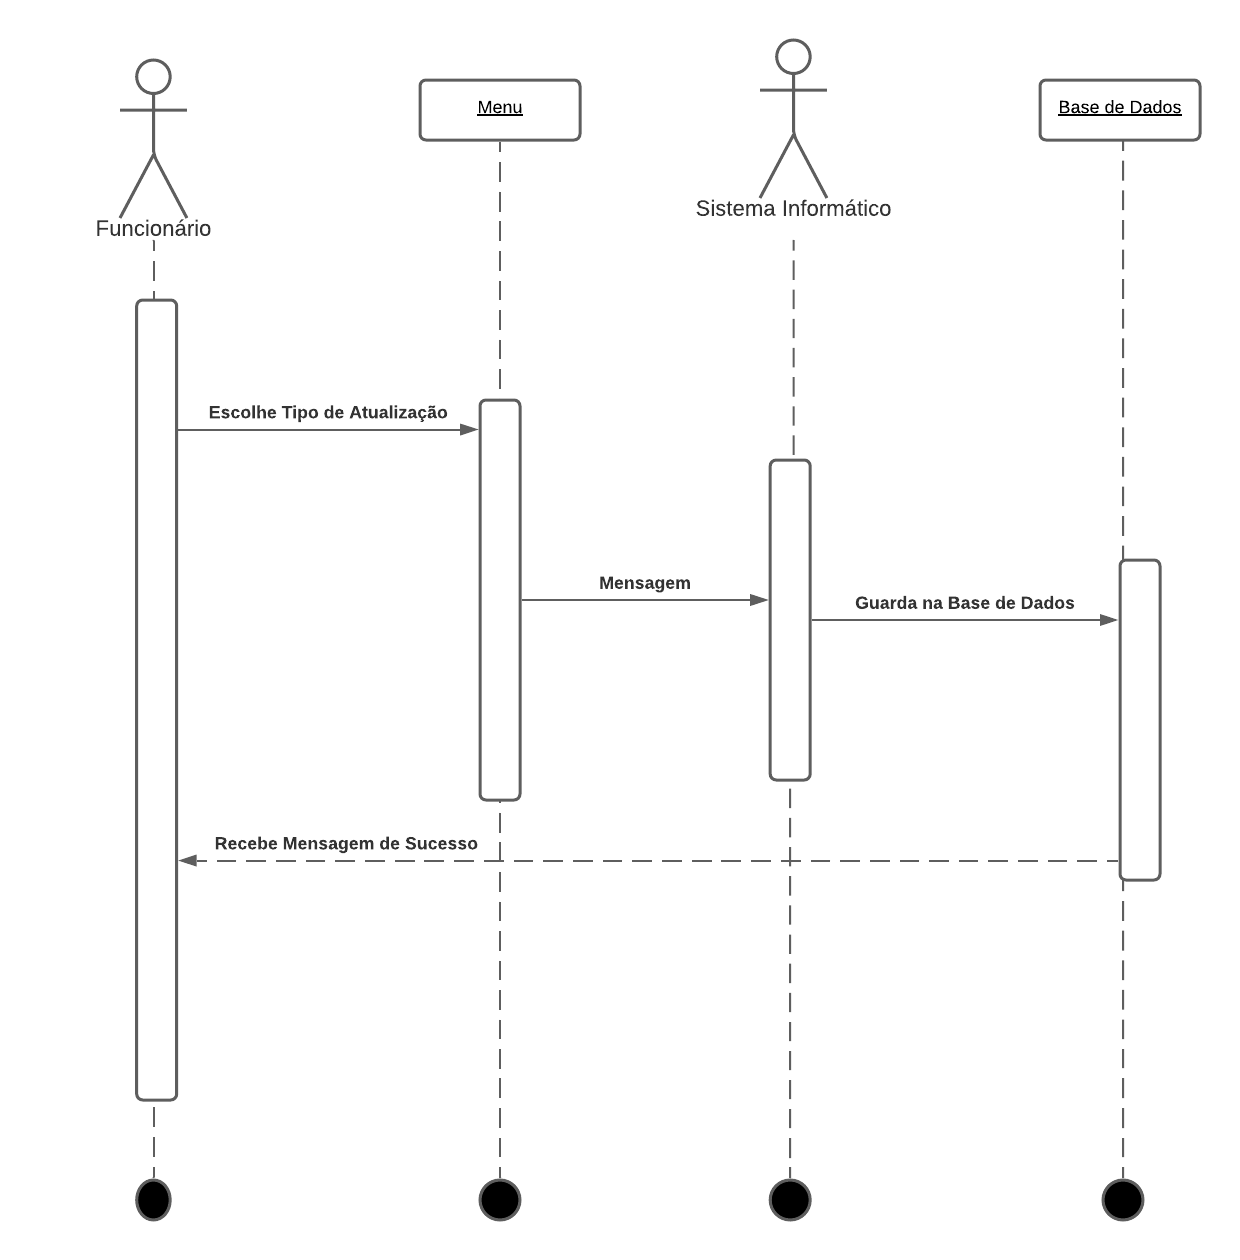 Menu
Base de Dados
Sistema Informático
Funcionário
Escolhe Tipo de Atualização
Mensagem
Guarda na Base de Dados
Recebe Mensagem de Sucesso